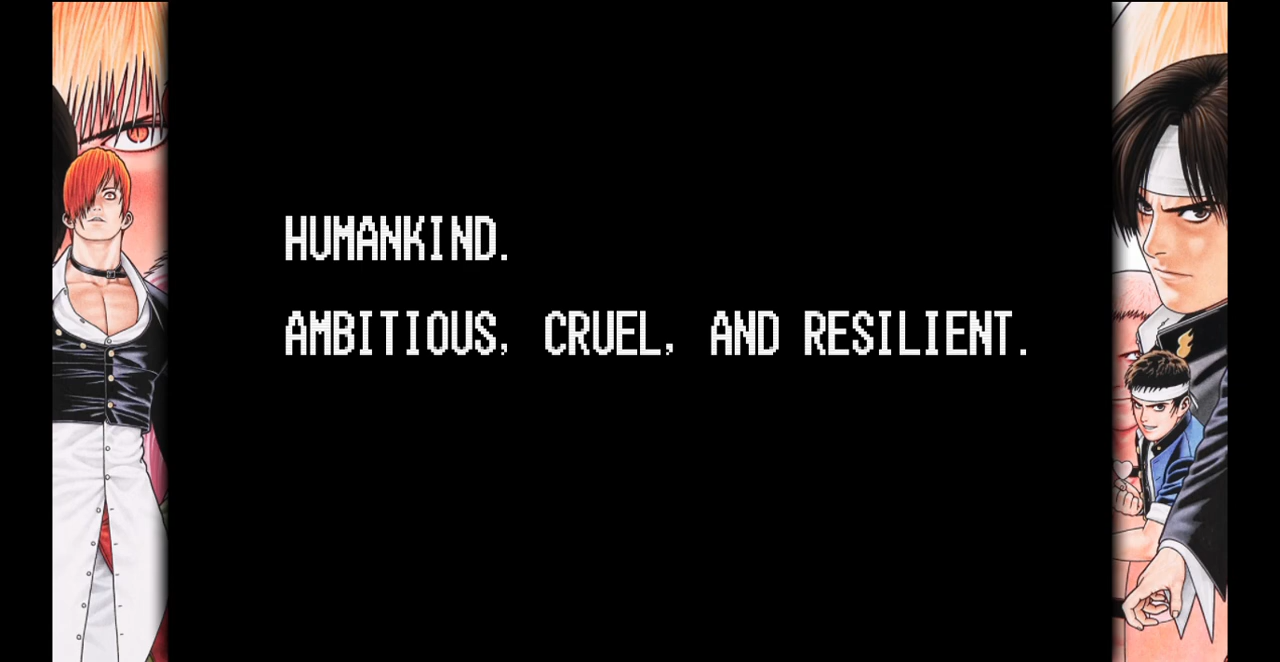 HUMANKIND.
AMBITIOUS, CRUEL, AND RESILIENT.